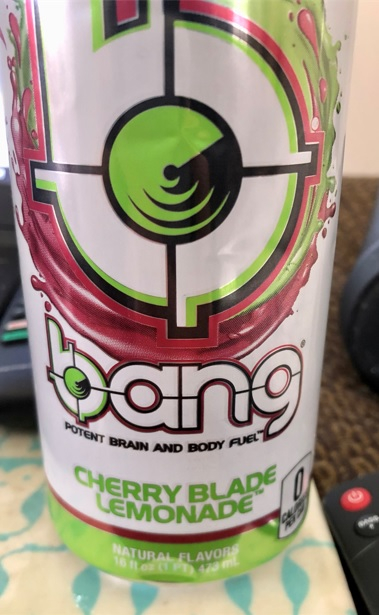 bang®
POTENT BRAIN AND BODY FUEL™
CHERRY BLADE
LEMONADE™
0
NATURAL FLAVORS
16 fl oz (1 PT) 473 mL